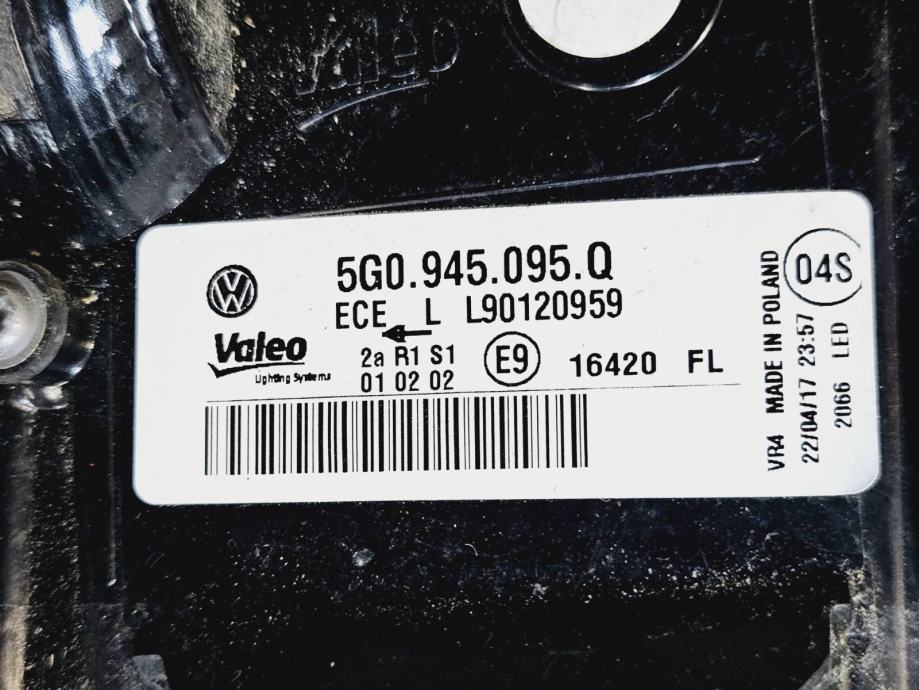 Valeo
5G0.945.095.Q
ECE L L90120959
Valeo
Lighting Systems
2a R1 S1
01 02 02
E9
16420 FL
VR4 MADE IN POLAND
22/04/17 23:57
2066 LED
04S